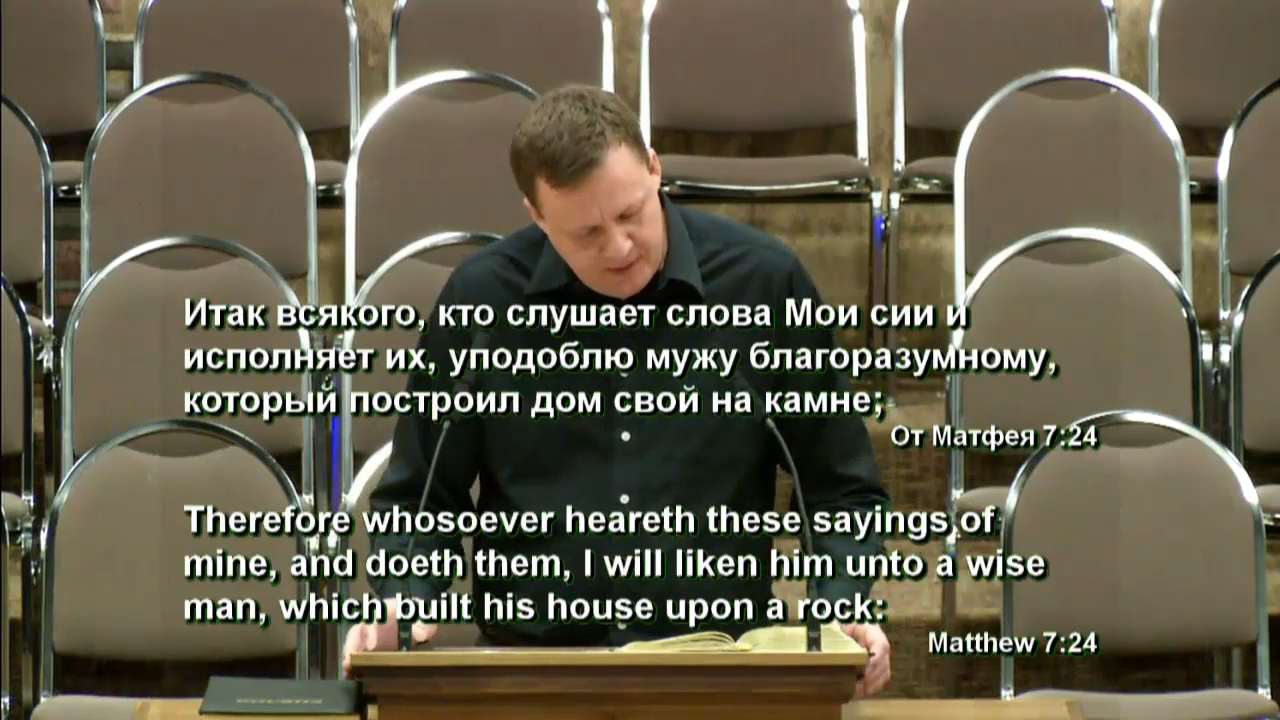 Итак всякого, кто слушает слова Мои сии и
исполняет их, уподоблю мужу благоразумному,
который построил дом свой на камне;
От Матфея 7:24
Therefore whosoever heareth these sayings of
mine, and doeth them, I will liken him unto a wise
man, which built his house upon a rock:
Matthew 7:24